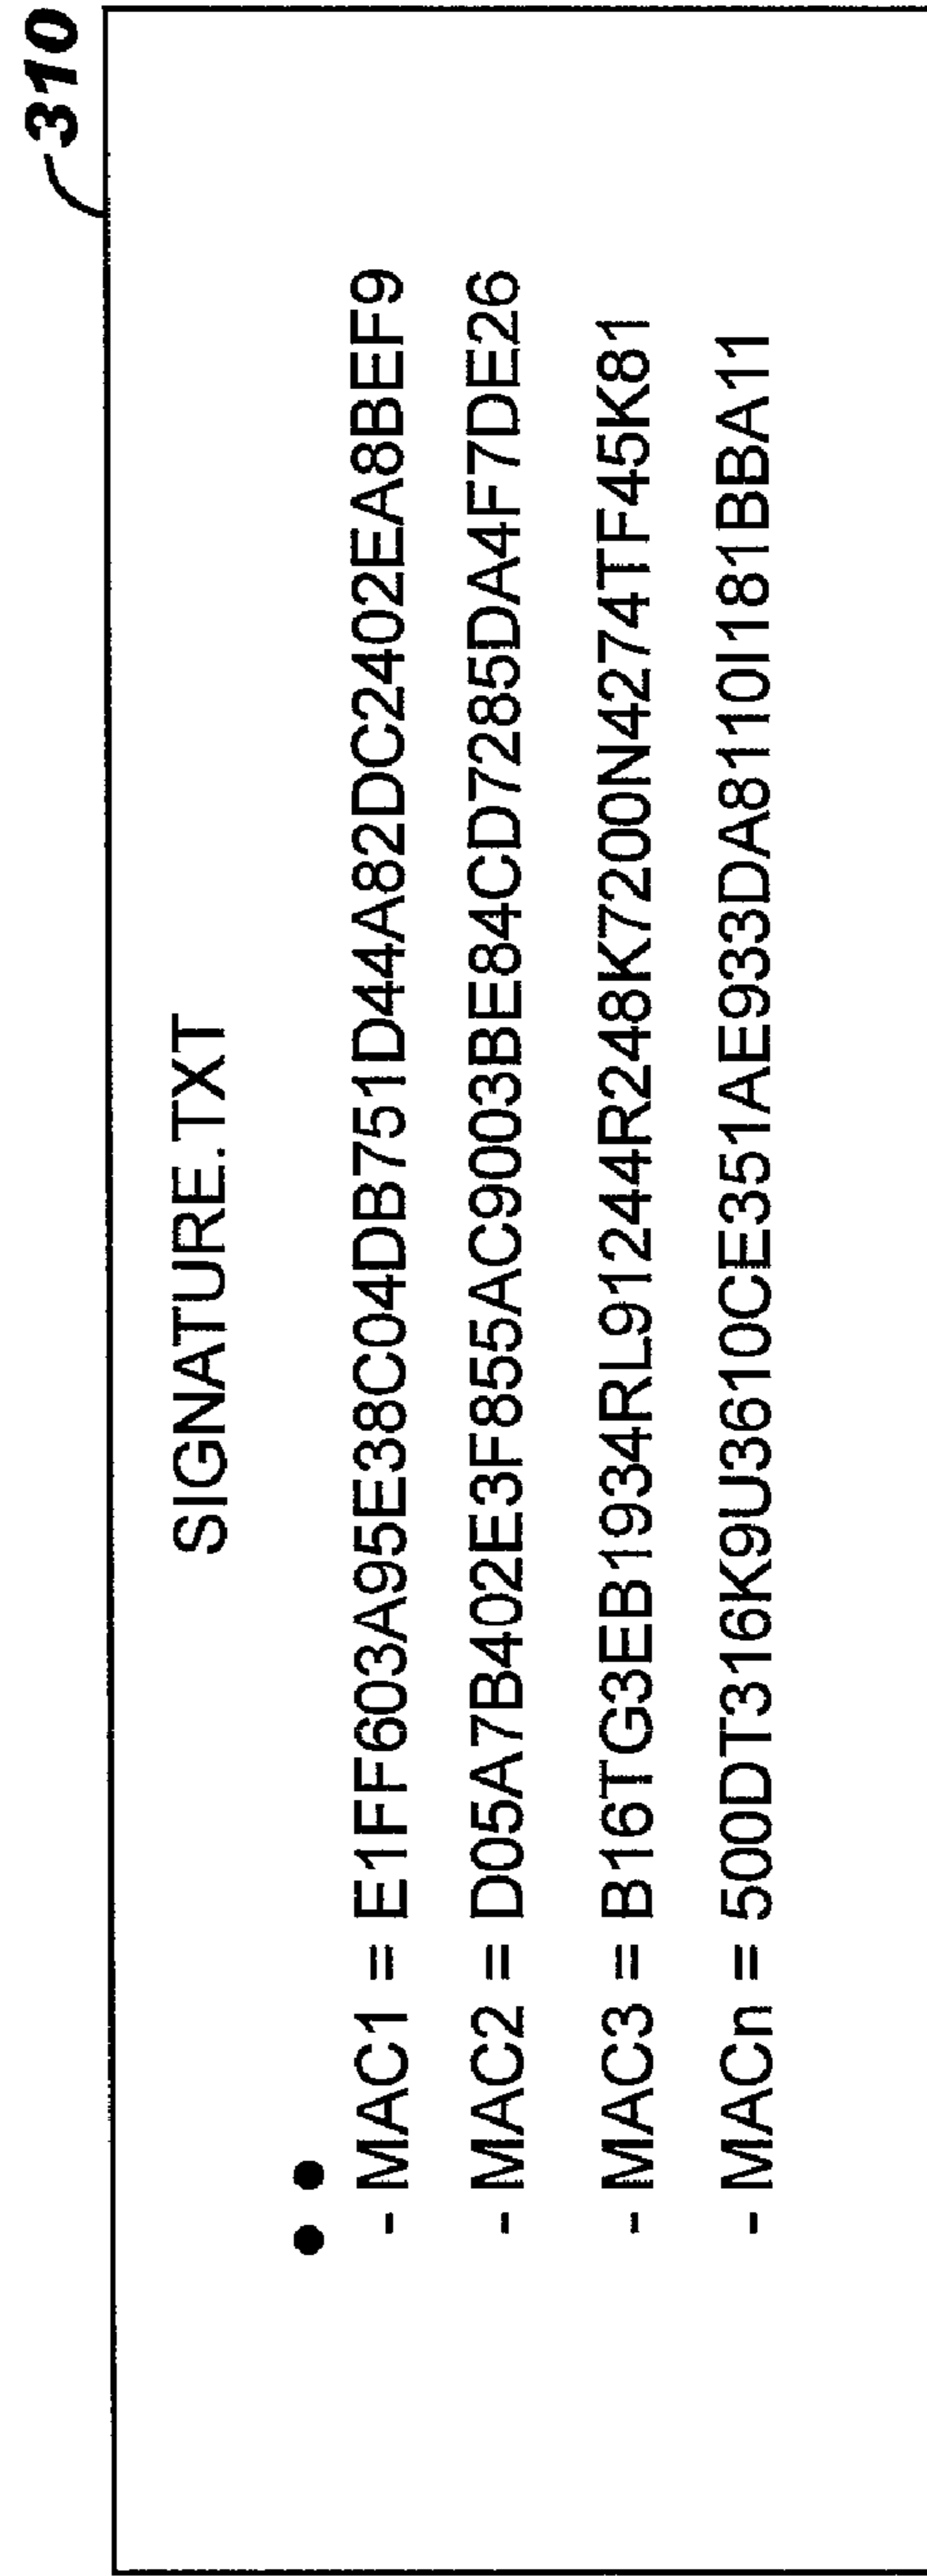 310
SIGNATURE.TXT
- MAC1 = E1FF603A95E38C04DB751D44A82DC2402EA8BEF9
- MAC2 = D05A7B402E3F855AC9003BE84CD7285DA4F7DE26
- MAC3 = B16TG3EB1934RL91244R248K7200N4274TF45K81
- MACn = 500DT316K9U3610CE351AE933DA8110I181BBA11